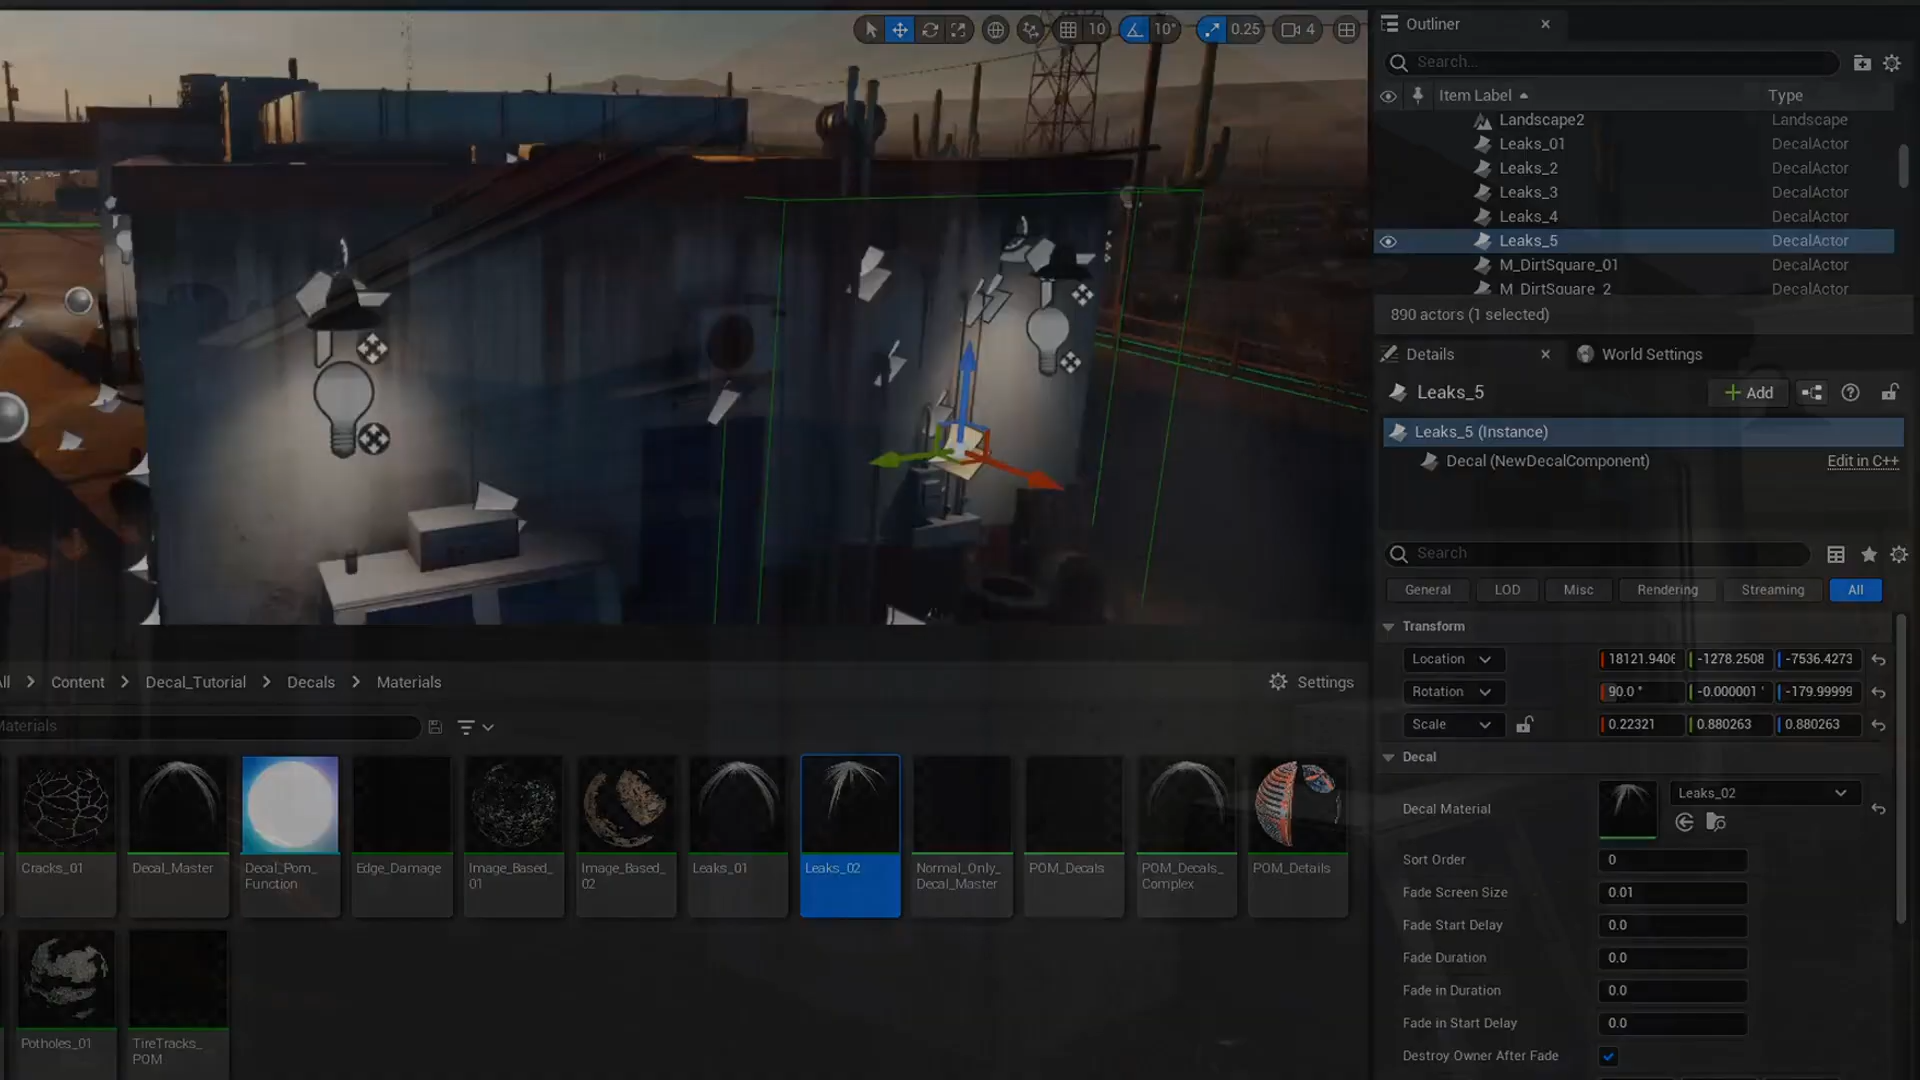 10
10°
0.25
4
Outliner
Search...
Item Label
Type
Landscape2
Landscape
Leaks_01
DecalActor
Leaks_2
DecalActor
Leaks_3
DecalActor
Leaks_4
DecalActor
Leaks_5
DecalActor
M_DirtSquare_01
DecalActor
M_DirtSquare_2
DecalActor
890 actors (1 selected)
Details
World Settings
Leaks_5
Add
Leaks_5 (Instance)
Decal (NewDecalComponent)
Edit in C++
Search
General
LOD
Misc
Rendering
Streaming
All
Transform
Location
18121.9406
-1278.2508
-7536.4273
Rotation
90.0 °
-0.000001 °
-179.99999
Scale
0.22321
0.880263
0.880263
Decal
Decal Material
Leaks_02
Sort Order
0
Fade Screen Size
0.01
Fade Start Delay
0.0
Fade Duration
0.0
Fade in Duration
0.0
Fade in Start Delay
0.0
Destroy Owner After Fade
Content
Decal_Tutorial
Decals
Materials
Settings
Materials
Cracks_01
Decal_Master
Decal_Pom_
Function
Edge_Damage
Image_Based_
01
Image_Based_
02
Leaks_01
Leaks_02
Normal_Only_
Decal_Master
POM_Decals
POM_Decals_
Complex
POM_Details
Potholes_01
TireTracks_
POM